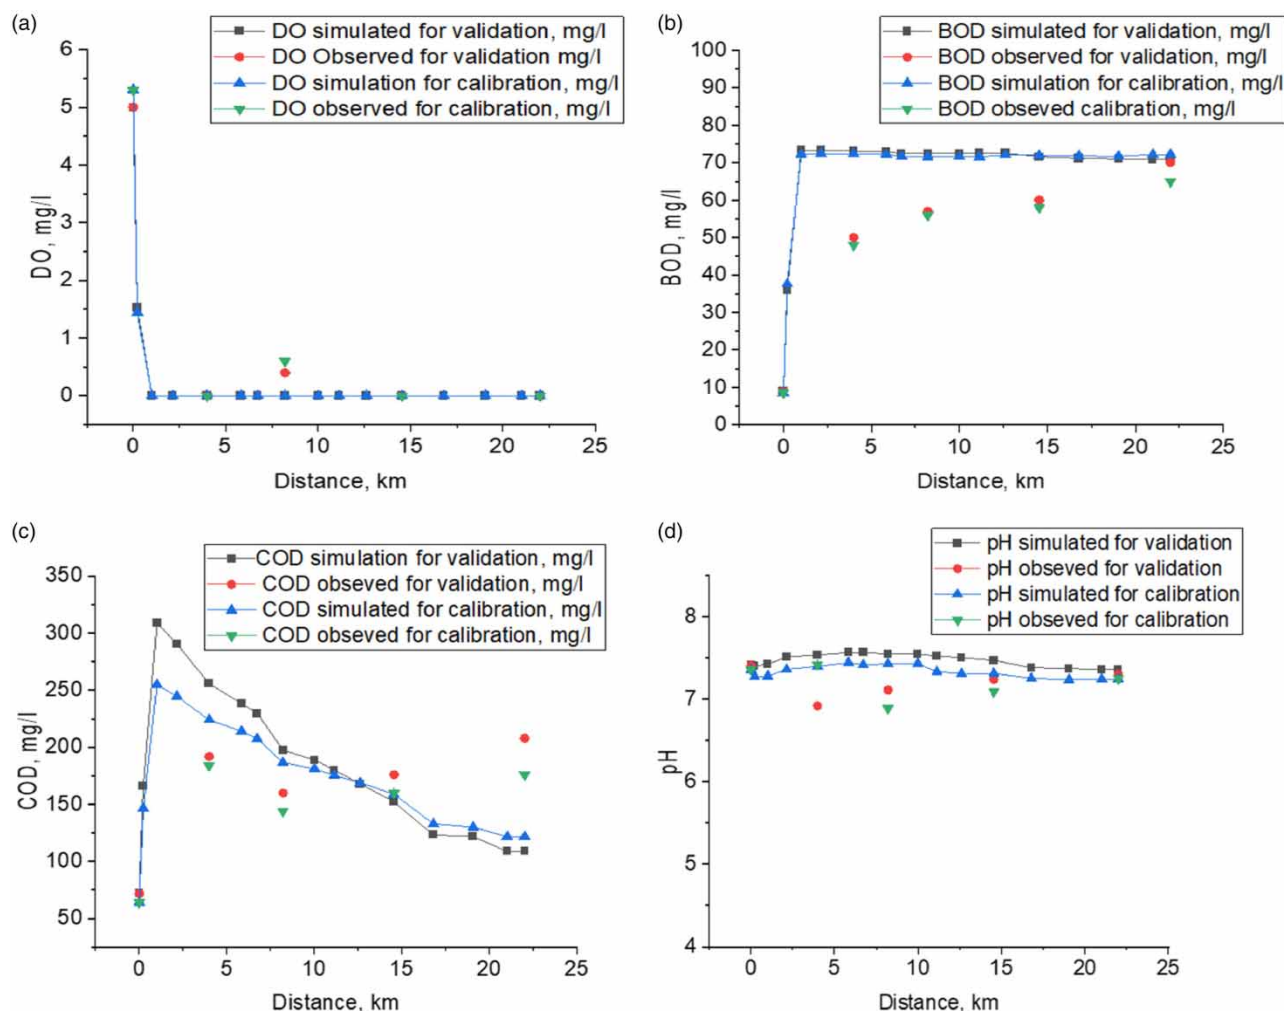 (a)
DO simulated for validation, mg/l
DO Observed for validation mg/l
DO simulation for calibration, mg/l
DO observed for calibration, mg/l
6
5
4
3
2
1
0
DO, mg/l
0 5 10 15 20 25
Distance, km
(b)
BOD simulated for validation, mg/l
BOD observed for validation, mg/l
BOD simulation for calibration, mg/l
BOD obseved calibration, mg/l
100
90
80
70
60
50
40
30
20
10
0
BOD, mg/l
0 5 10 15 20 25
Distance, km
(c)
COD simulation for validation, mg/l
COD obseved for validation, mg/l
COD simulated for calibration, mg/l
COD obseved for calibration, mg/l
350
300
250
200
150
100
50
COD, mg/l
0 5 10 15 20 25
Distance, km
(d)
pH simulated for validation
pH obseved for validation
pH simulated for calibration
pH obseved for calibration
8
7
6
5
4
pH
0 5 10 15 20 25
Distance, km